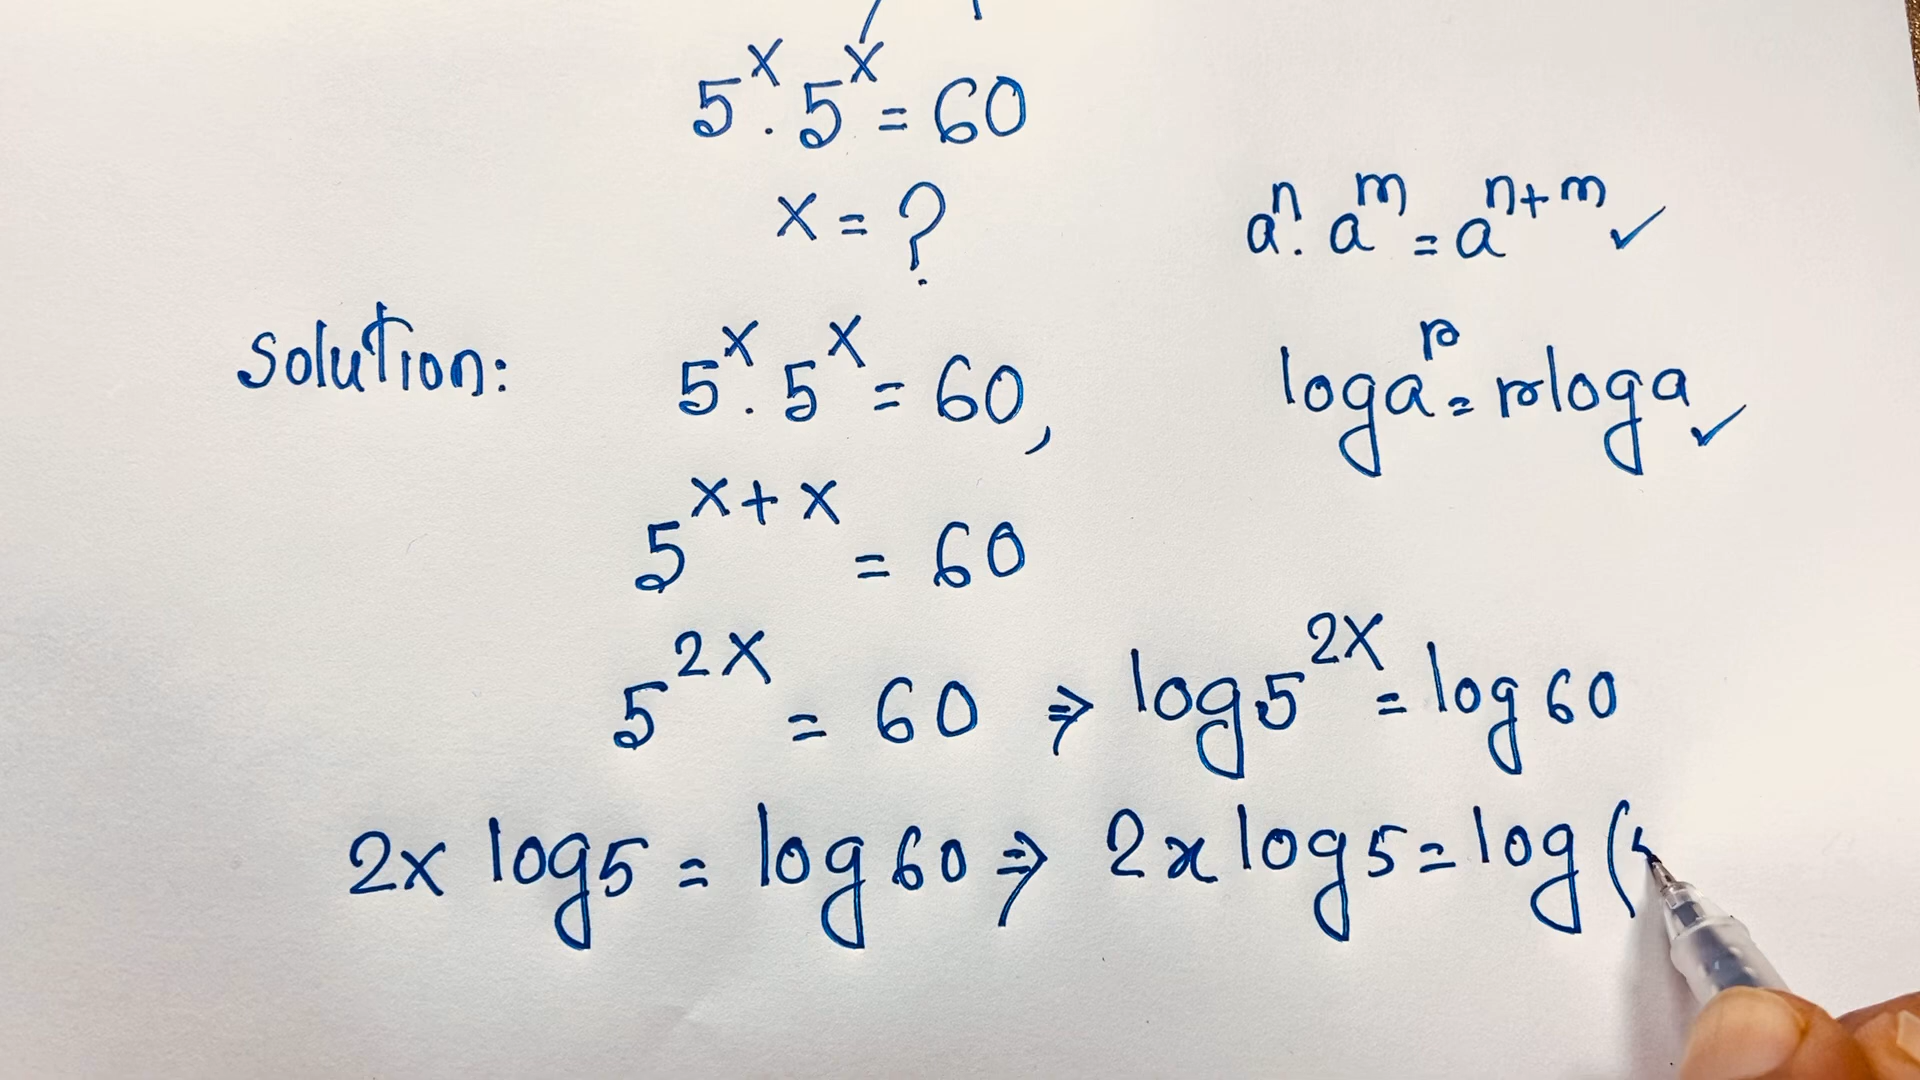 5^x . 5^x = 60
x = ?
a^n . a^m = a^{n+m} ✓
Solution: 5^x . 5^x = 60,
log a^p = p log a ✓
5^{x+x} = 60
5^{2x} = 60 ⇒ log 5^{2x} = log 60
2x log 5 = log 60 ⇒ 2x log 5 = log (